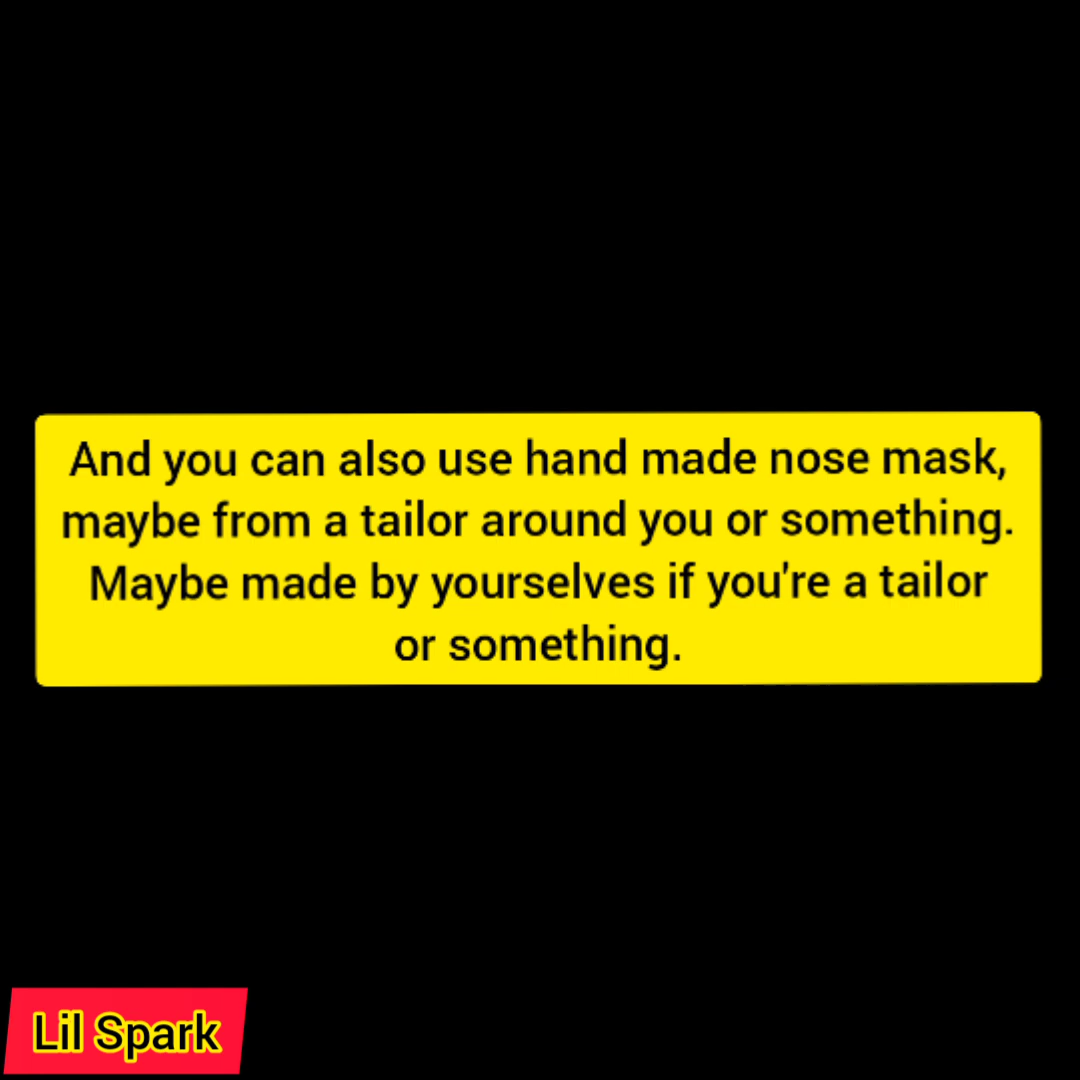 And you can also use hand made nose mask,
maybe from a tailor around you or something.
Maybe made by yourselves if you're a tailor
or something.
Lil Spark